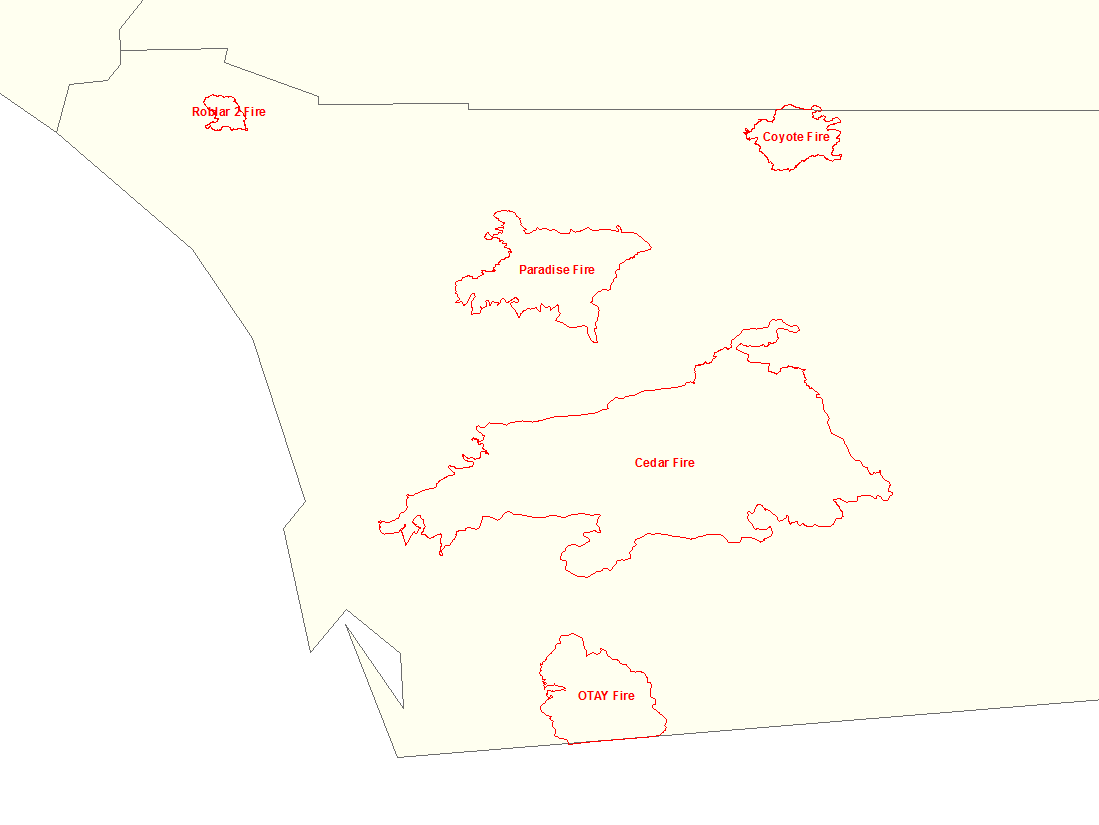 Roblar 2 Fire
Coyote Fire
Paradise Fire
Cedar Fire
OTAY Fire